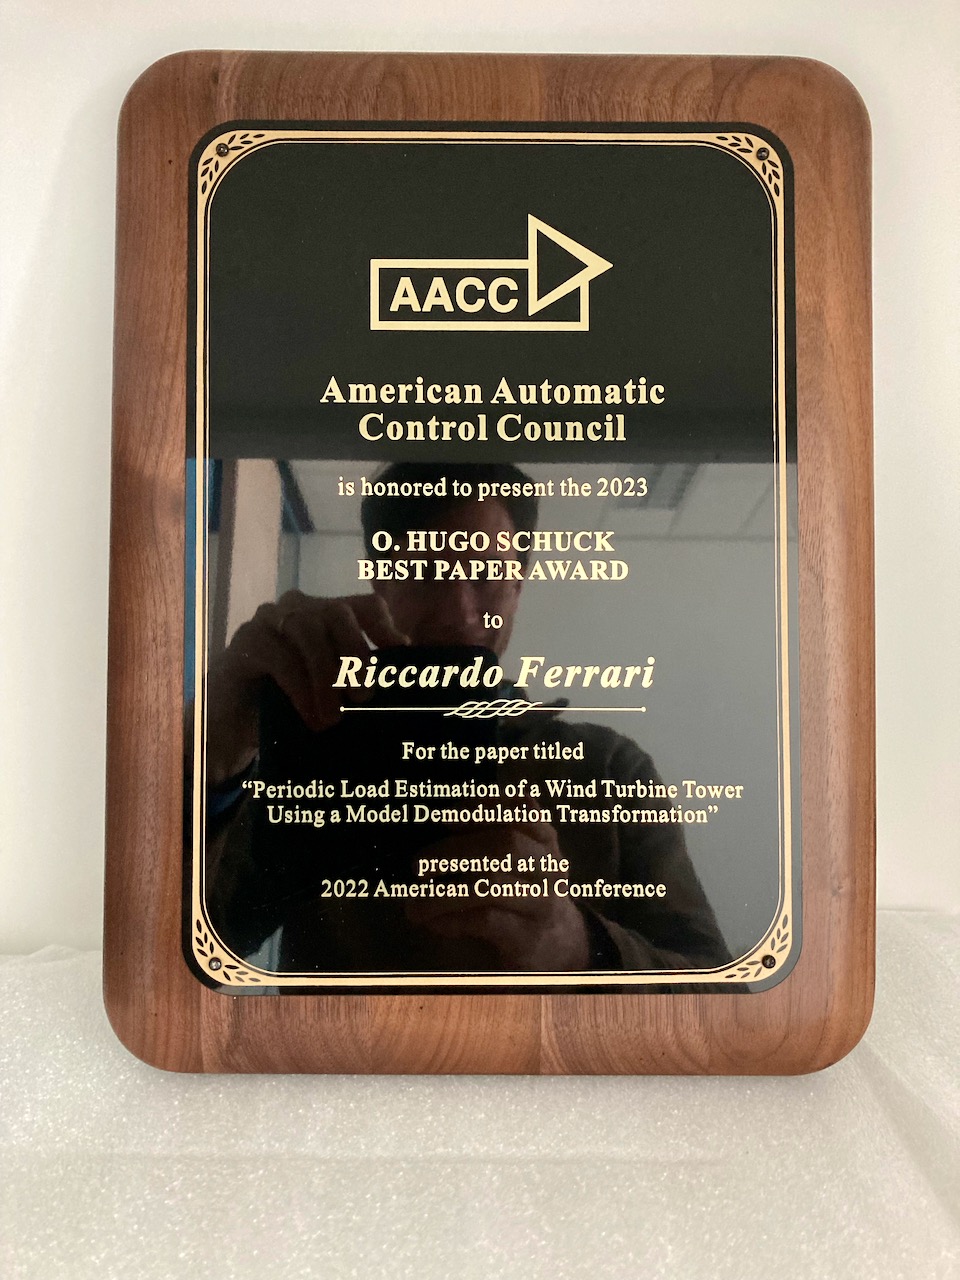 AACC
American Automatic
Control Council
is honored to present the 2023
O. HUGO SCHUCK
BEST PAPER AWARD
to
Riccardo Ferrari
For the paper titled
“Periodic Load Estimation of a Wind Turbine Tower
Using a Model Demodulation Transformation”
presented at the
2022 American Control Conference